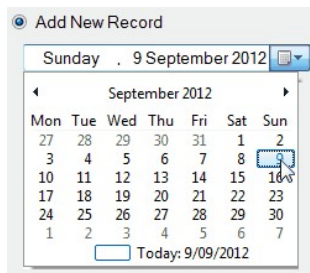 Add New Record
Sunday , 9 September 2012
September 2012
Mon Tue Wed Thu Fri Sat Sun
27 28 29 30 31 1 2
3 4 5 6 7 8 9
10 11 12 13 14 15 16
17 18 19 20 21 22 23
24 25 26 27 28 29 30
1 2 3 4 5 6 7
Today: 9/09/2012